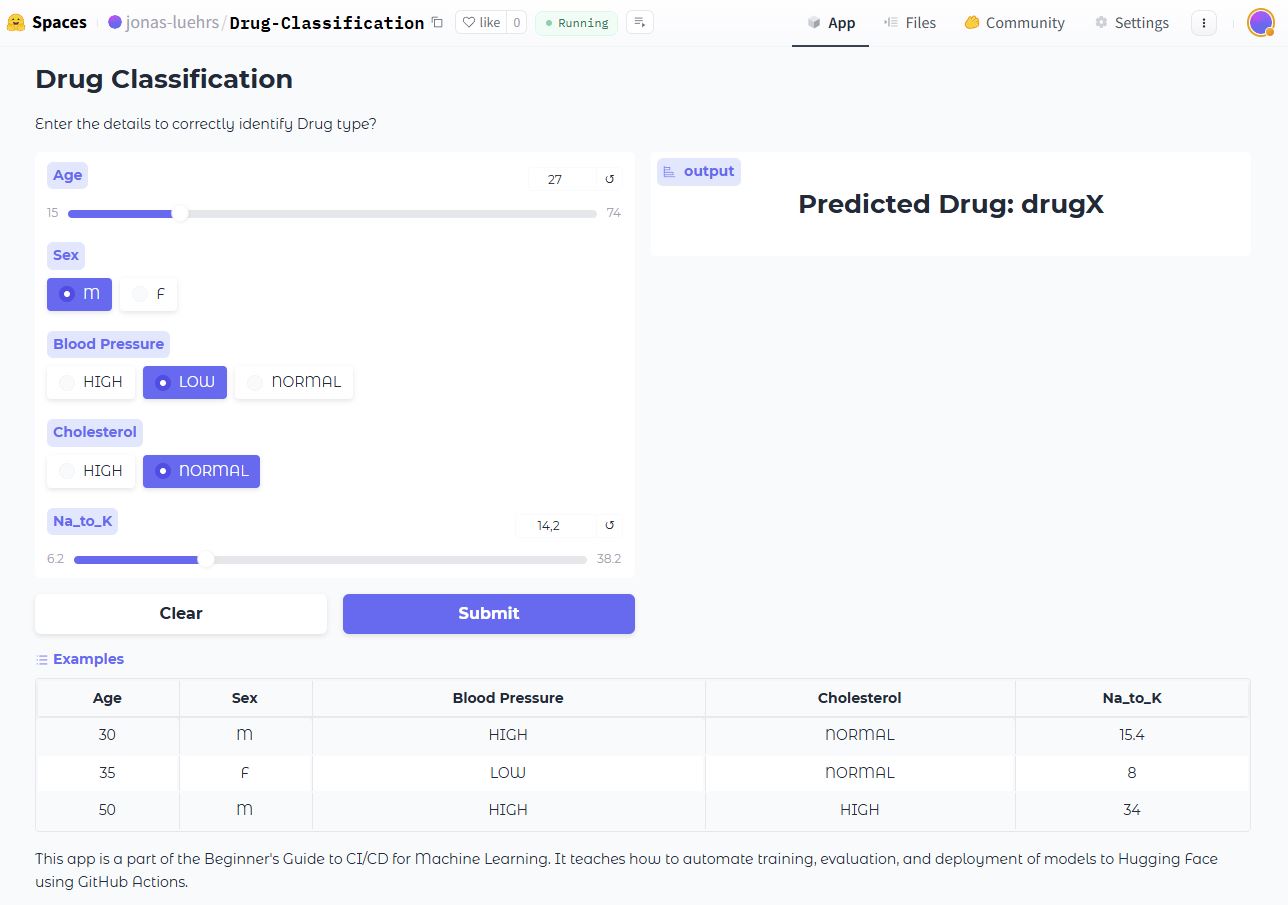 Spaces jonas-luehrs/Drug-Classification like 0 Running App Files Community Settings
Drug Classification
Enter the details to correctly identify Drug type?
Age 27
15 74
Sex
M F
Blood Pressure
HIGH LOW NORMAL
Cholesterol
HIGH NORMAL
Na_to_K 14,2
6.2 38.2
Clear Submit
output
Predicted Drug: drugX
Examples
Age Sex Blood Pressure Cholesterol Na_to_K
30 M HIGH NORMAL 15.4
35 F LOW NORMAL 8
50 M HIGH HIGH 34
This app is a part of the Beginner's Guide to CI/CD for Machine Learning. It teaches how to automate training, evaluation, and deployment of models to Hugging Face
using GitHub Actions.